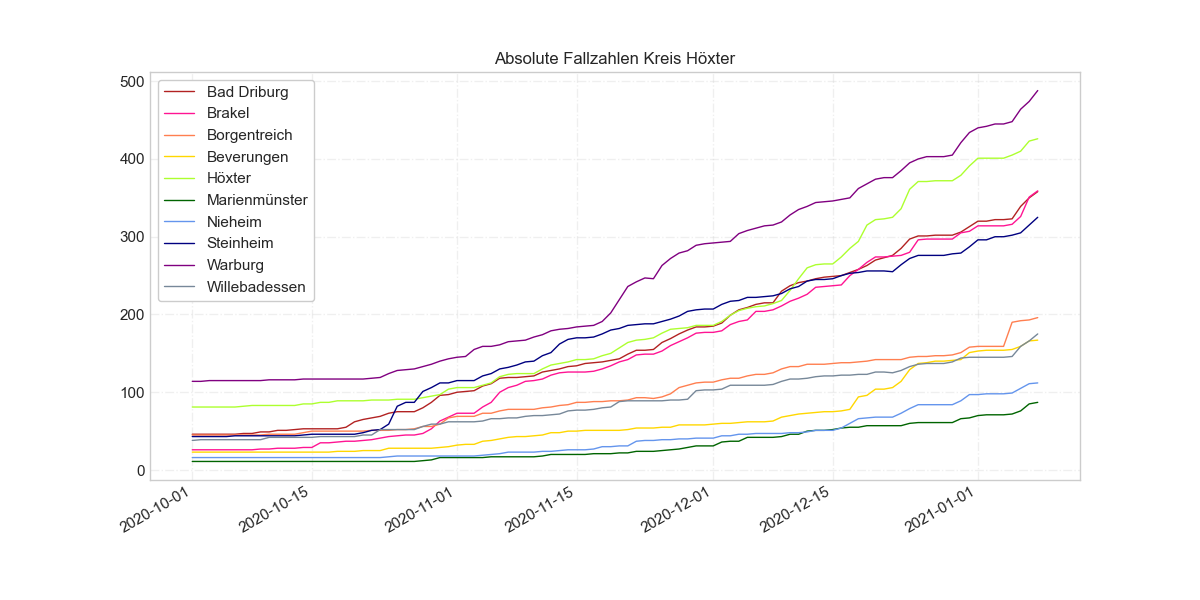 Absolute Fallzahlen Kreis Höxter
500
400
300
200
100
0
Bad Driburg
Brakel
Borgentreich
Beverungen
Höxter
Marienmünster
Nieheim
Steinheim
Warburg
Willebadessen
2020-10-01
2020-10-15
2020-11-01
2020-11-15
2020-12-01
2020-12-15
2021-01-01